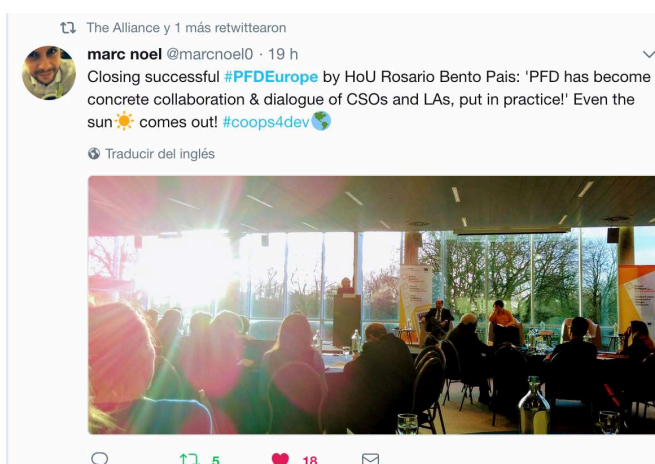 The Alliance y 1 más retwittearon
marc noel @marcnoel0 · 19 h
Closing successful #PFDEurope by HoU Rosario Bento Pais: 'PFD has become
concrete collaboration & dialogue of CSOs and LAs, put in practice!' Even the
sun☀️ comes out! #coops4dev🌎
Traducir del inglés
5 18